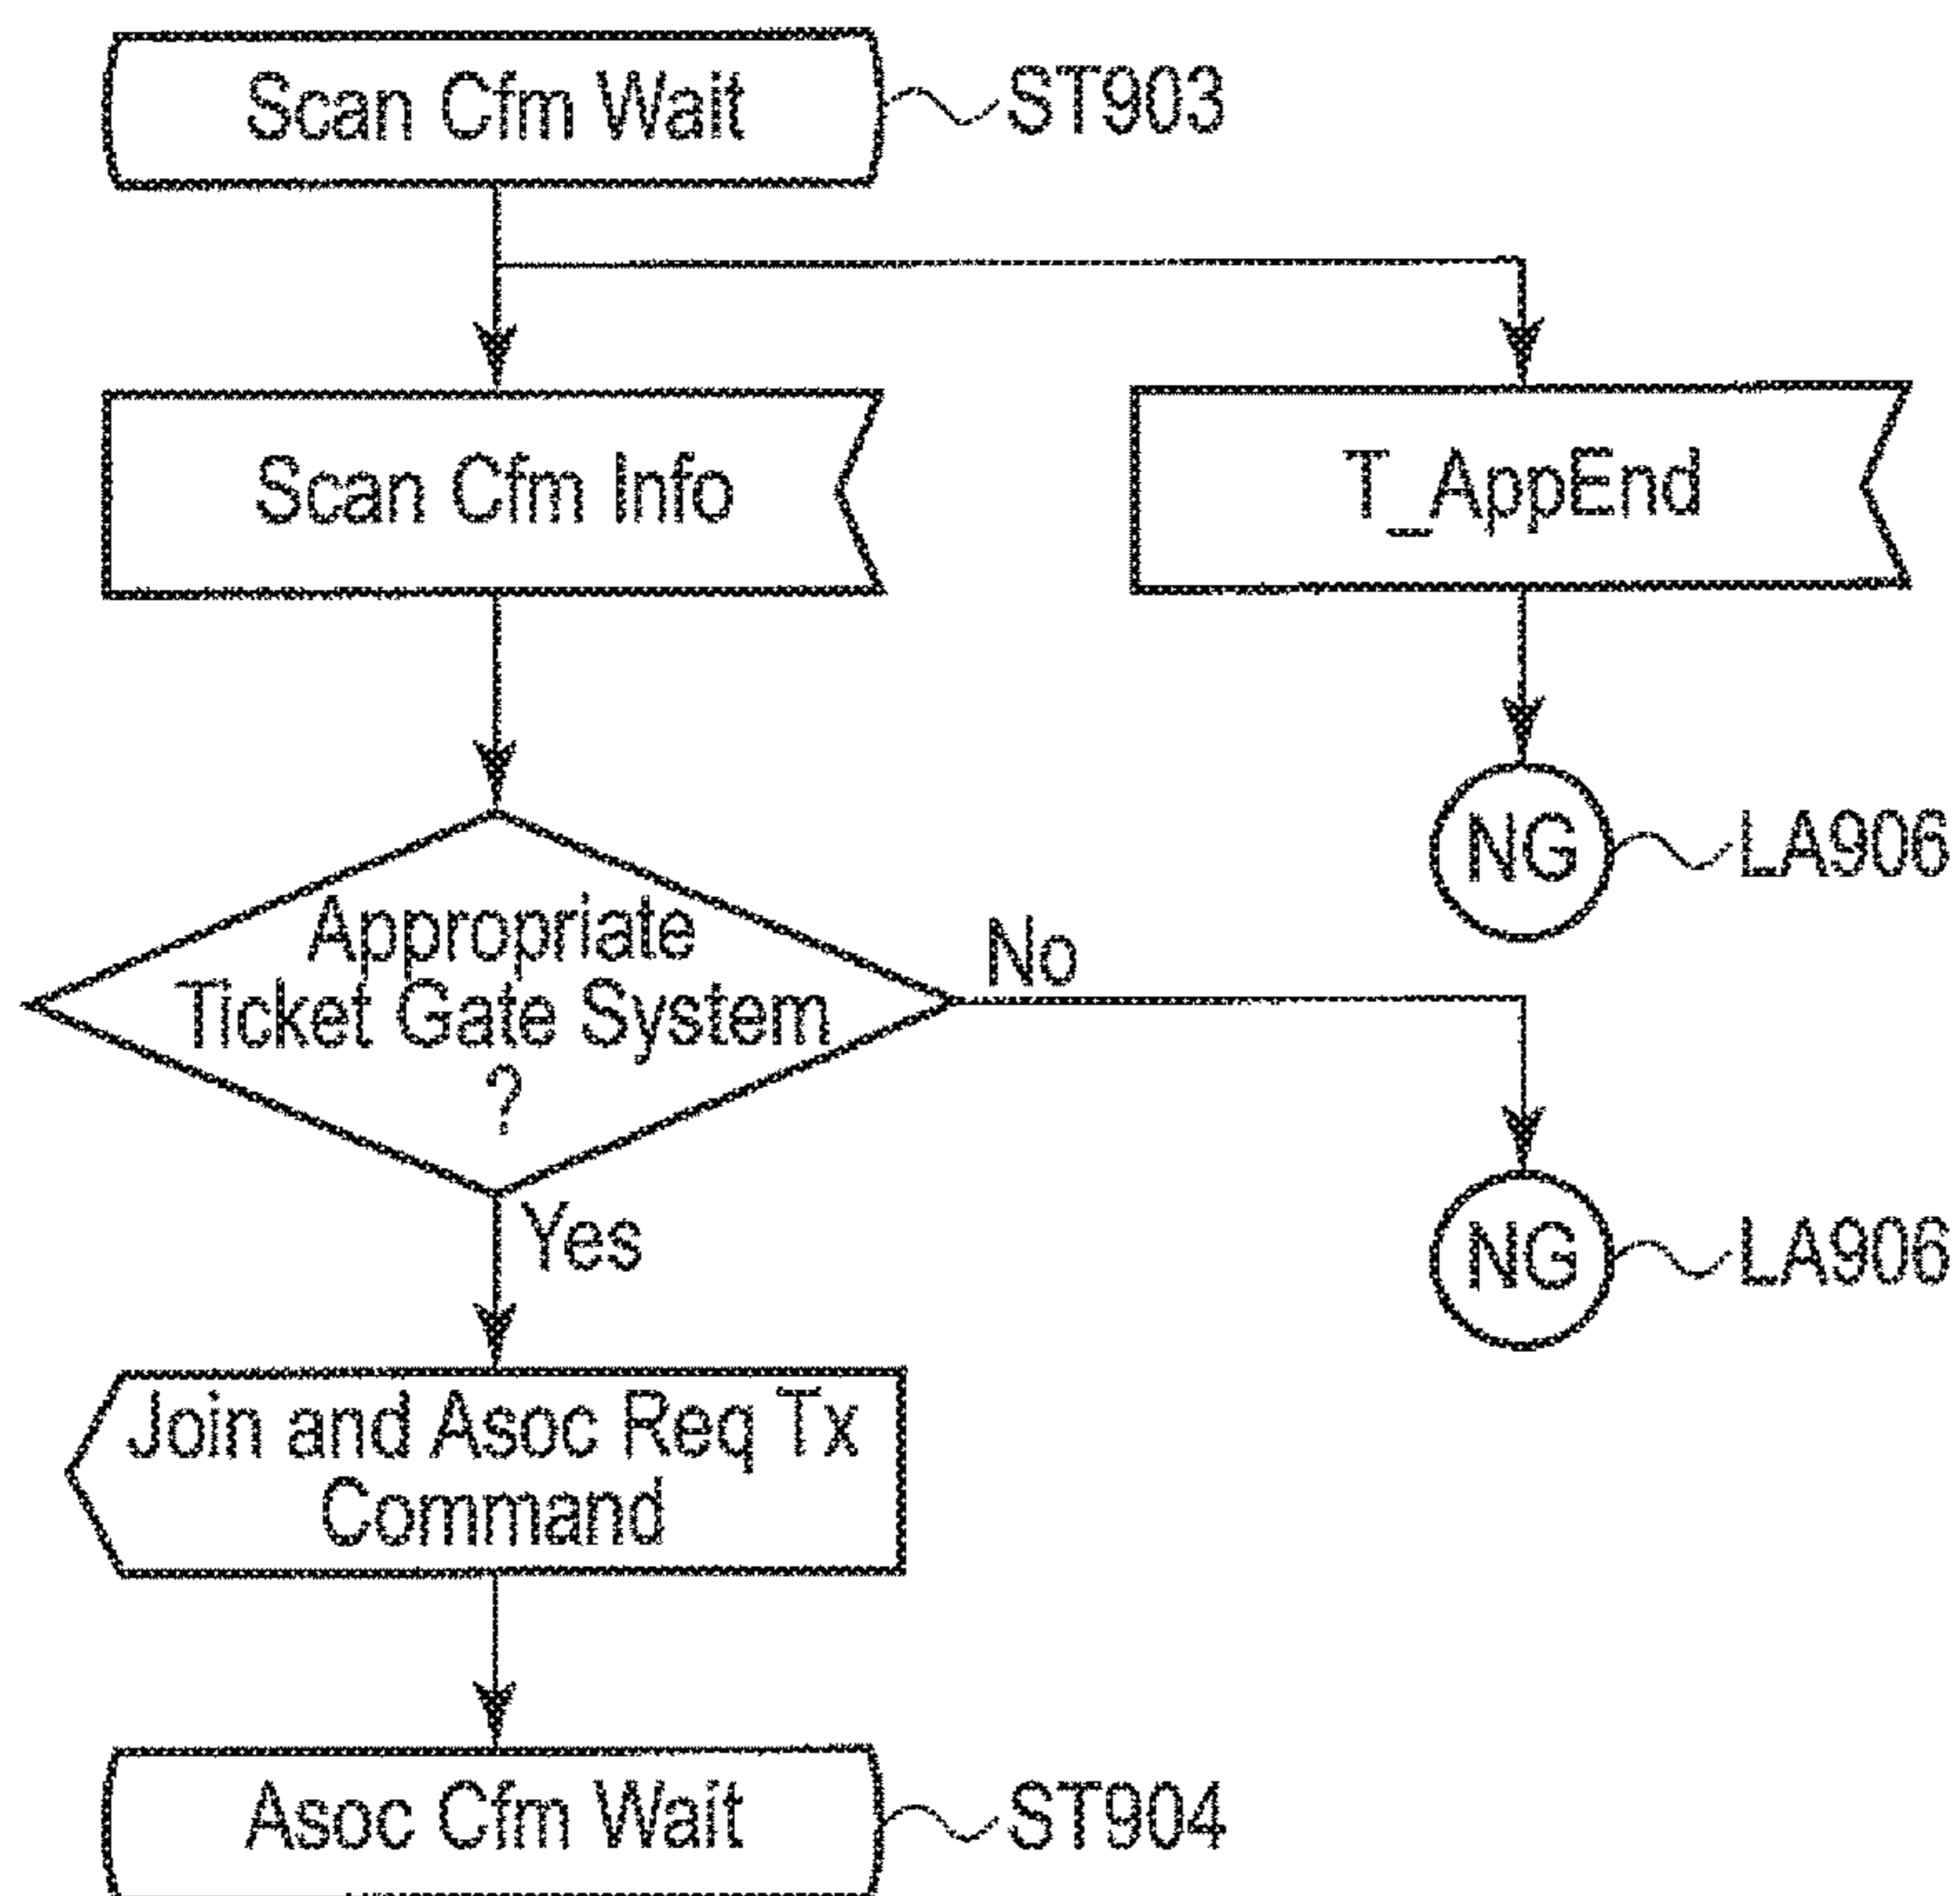 Scan Cfm Wait
ST903
Scan Cfm Info
T_AppEnd
NG
LA906
Appropriate
Ticket Gate System
?
No
Yes
NG
LA906
Join and Asoc Req Tx
Command
Asoc Cfm Wait
ST904